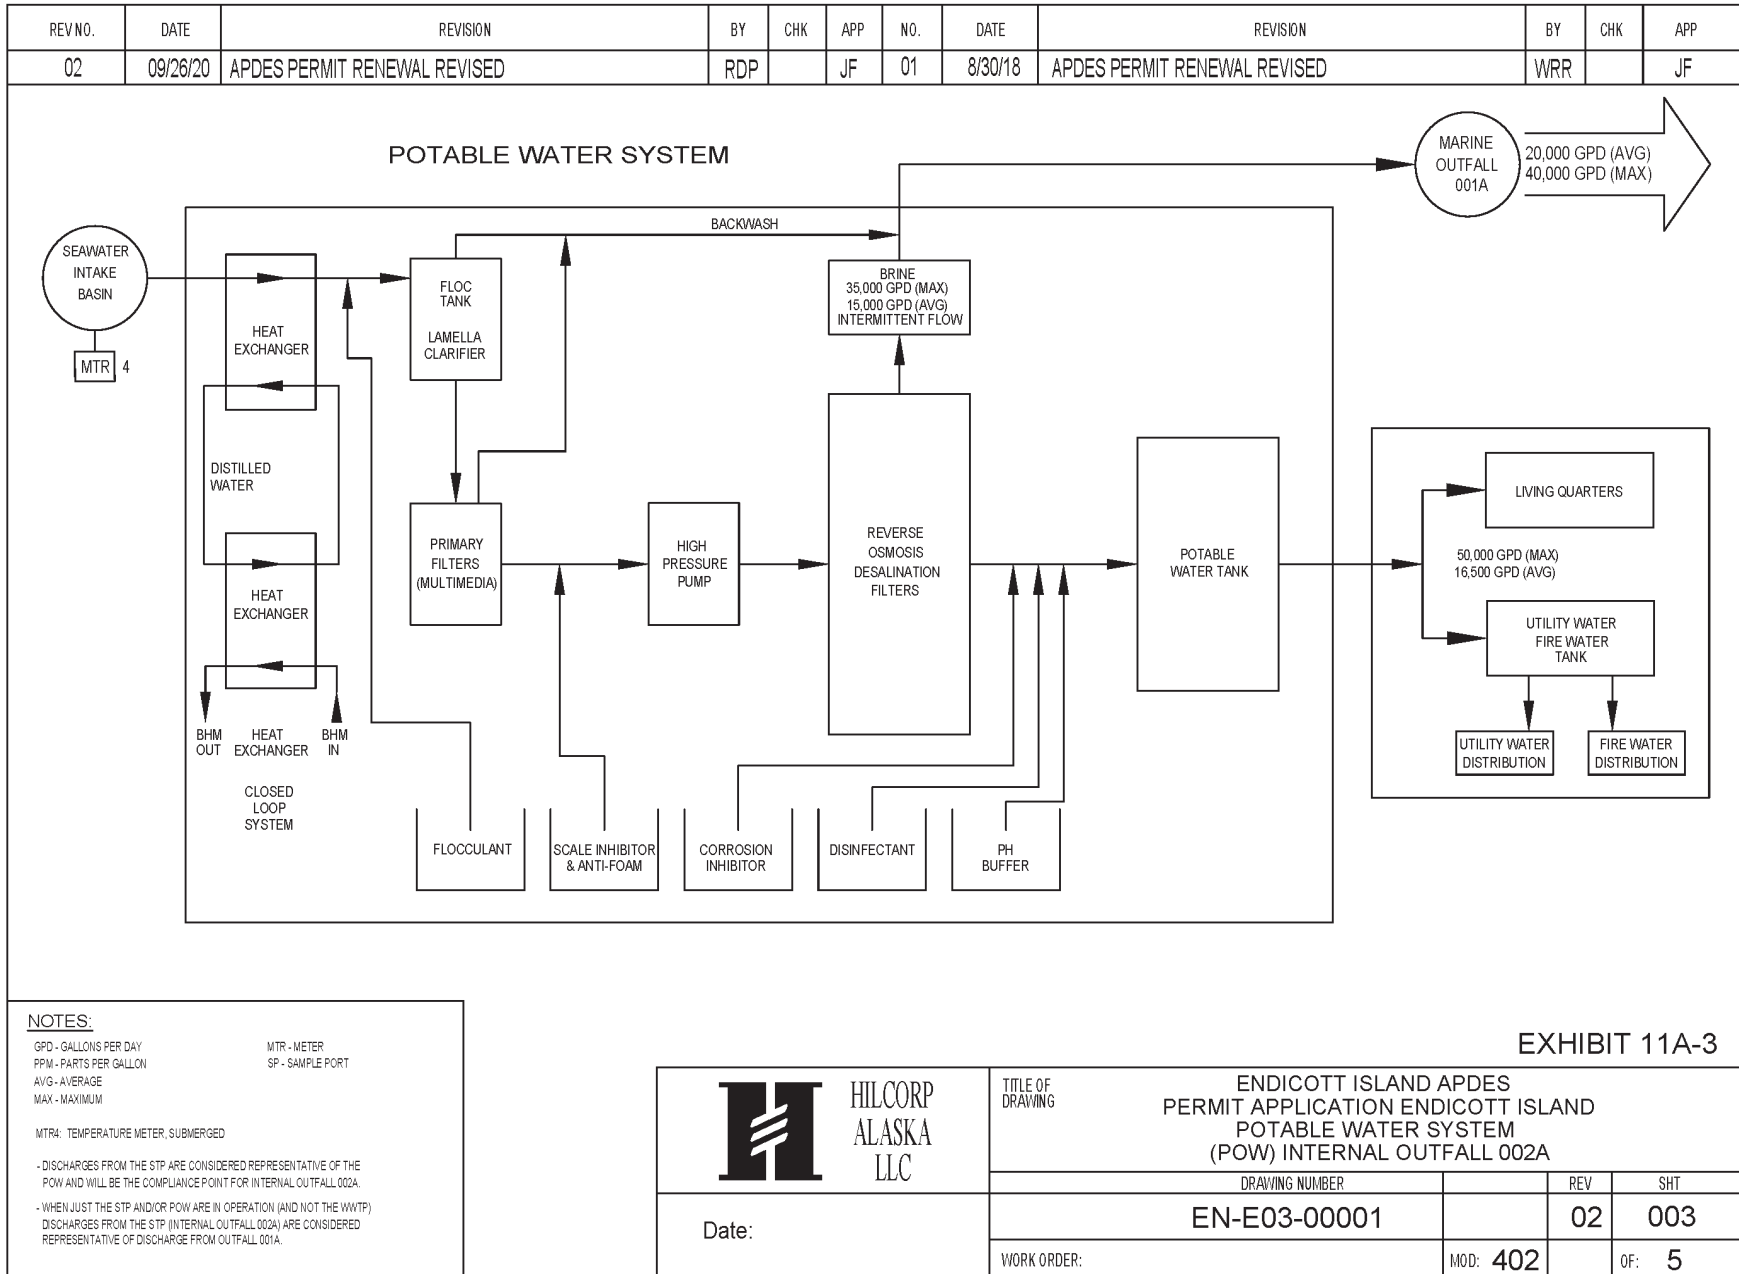 REV NO. DATE REVISION BY CHK APP NO. DATE REVISION BY CHK APP
02 09/26/20 APDES PERMIT RENEWAL REVISED RDP JF 01 8/30/18 APDES PERMIT RENEWAL REVISED WRR JF
POTABLE WATER SYSTEM
MARINE
OUTFALL
001A
20,000 GPD (AVG)
40,000 GPD (MAX)
BACKWASH
SEAWATER
INTAKE
BASIN
MTR 4
HEAT
EXCHANGER
FLOC
TANK
LAMELLA
CLARIFIER
BRINE
35,000 GPD (MAX)
15,000 GPD (AVG)
INTERMITTENT FLOW
DISTILLED
WATER
HEAT
EXCHANGER
PRIMARY
FILTERS
(MULTIMEDIA)
HIGH
PRESSURE
PUMP
REVERSE
OSMOSIS
DESALINATION
FILTERS
POTABLE
WATER TANK
LIVING QUARTERS
50,000 GPD (MAX)
16,500 GPD (AVG)
UTILITY WATER
FIRE WATER
TANK
UTILITY WATER
DISTRIBUTION
FIRE WATER
DISTRIBUTION
BHM
OUT
HEAT
EXCHANGER
BHM
IN
CLOSED
LOOP
SYSTEM
FLOCCULANT
SCALE INHIBITOR
& ANTI-FOAM
CORROSION
INHIBITOR
DISINFECTANT
PH
BUFFER
NOTES:
GPD - GALLONS PER DAY MTR - METER
PPM - PARTS PER GALLON SP - SAMPLE PORT
AVG - AVERAGE
MAX - MAXIMUM
MTR4: TEMPERATURE METER, SUBMERGED
- DISCHARGES FROM THE STP ARE CONSIDERED REPRESENTATIVE OF THE
POW AND WILL BE THE COMPLIANCE POINT FOR INTERNAL OUTFALL 002A.
- WHEN JUST THE STP AND/OR POW ARE IN OPERATION (AND NOT THE WWTP)
DISCHARGES FROM THE STP (INTERNAL OUTFALL 002A) ARE CONSIDERED
REPRESENTATIVE OF DISCHARGE FROM OUTFALL 001A.
EXHIBIT 11A-3
HILCORP
ALASKA
LLC
Date:
TITLE OF
DRAWING
ENDICOTT ISLAND APDES
PERMIT APPLICATION ENDICOTT ISLAND
POTABLE WATER SYSTEM
(POW) INTERNAL OUTFALL 002A
DRAWING NUMBER REV SHT
EN-E03-00001 02 003
WORK ORDER: MOD: 402 OF: 5